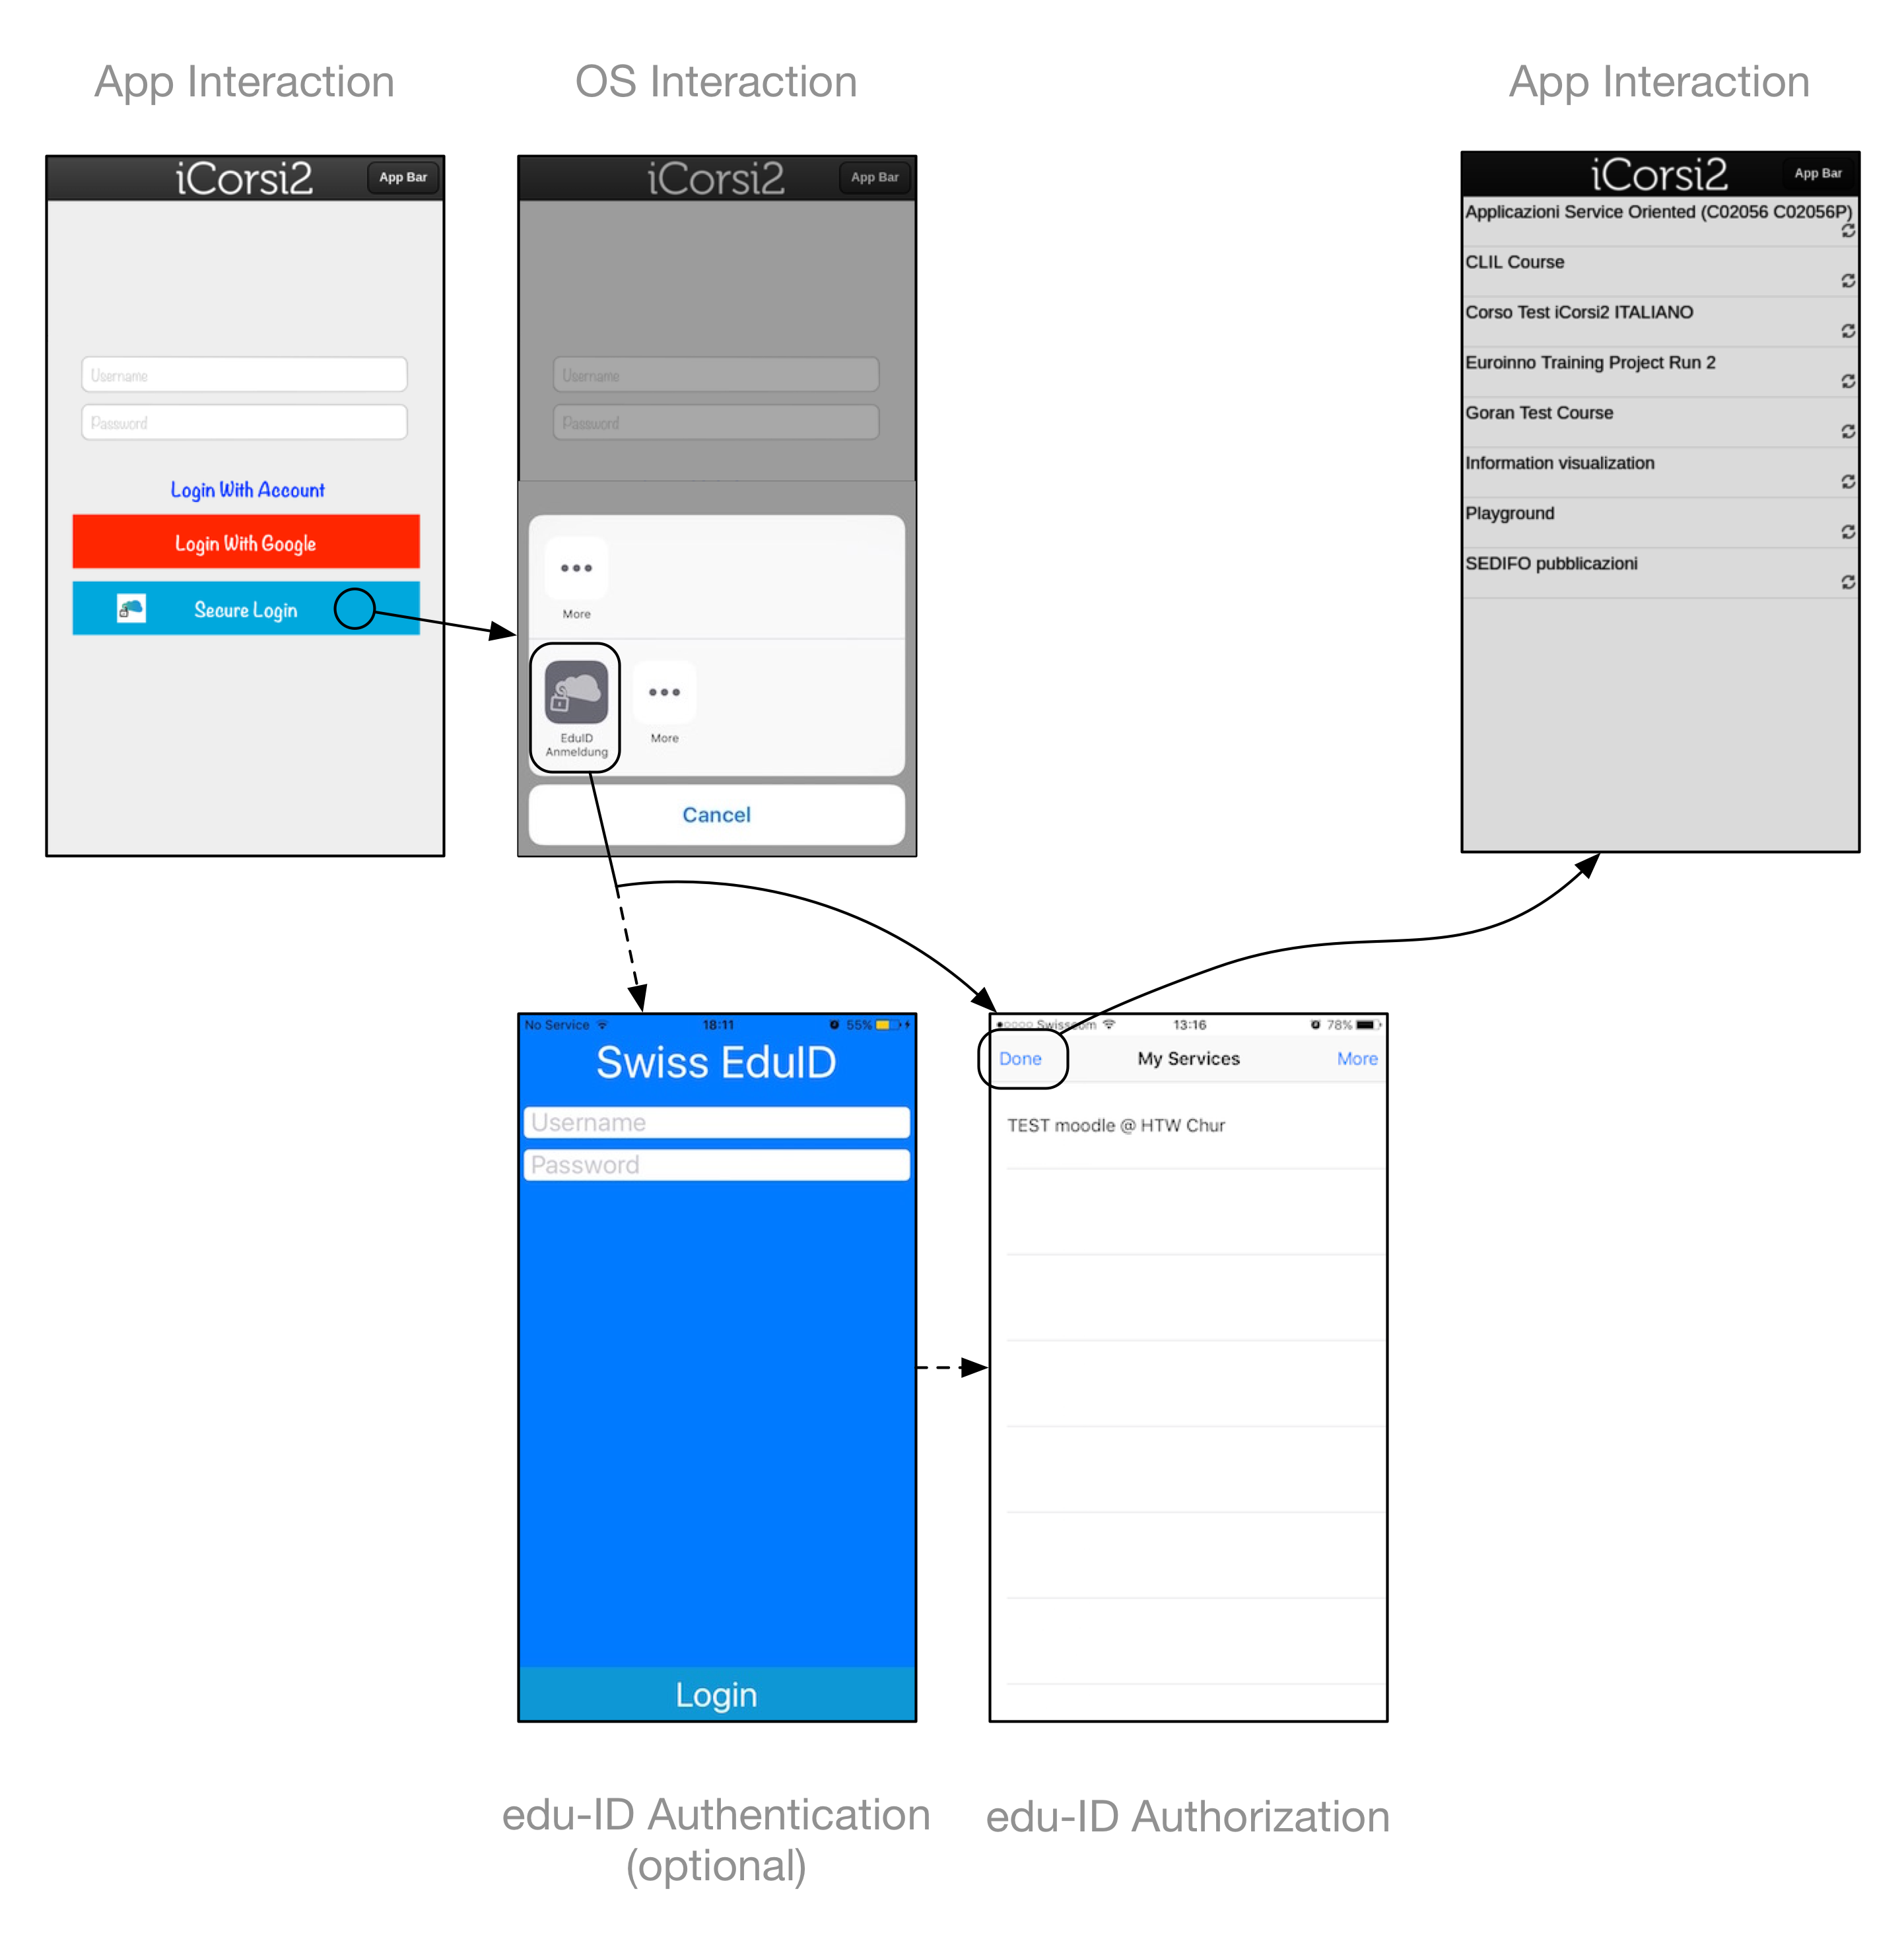 App Interaction
OS Interaction
App Interaction
iCorsi2
App Bar
Username
Password
Login With Account
Login With Google
Secure Login
iCorsi2
App Bar
Username
Password
More
EduID
Anmeldung
More
Cancel
iCorsi2
App Bar
Applicazioni Service Oriented (C02056 C02056P)
CLIL Course
Corso Test iCorsi2 ITALIANO
Euroinno Training Project Run 2
Goran Test Course
Information visualization
Playground
SEDIFO pubblicazioni
No Service 18:11 55%
Swiss EduID
Username
Password
Login
Swisscom 13:16 78%
Done My Services More
TEST moodle @ HTW Chur
edu-ID Authentication
(optional)
edu-ID Authorization